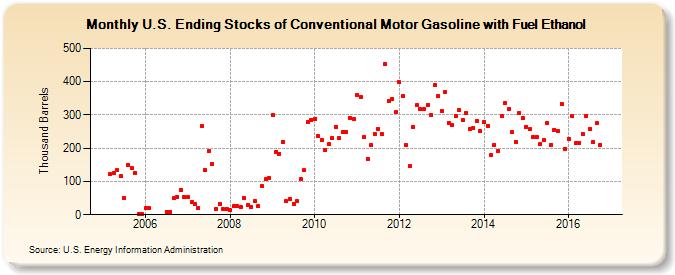 Monthly U.S. Ending Stocks of Conventional Motor Gasoline with Fuel Ethanol
Thousand Barrels
500
400
300
200
100
0
2006 2008 2010 2012 2014 2016
Source: U.S. Energy Information Administration